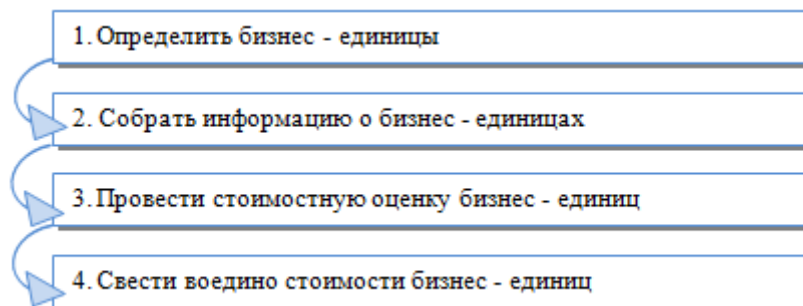 1. Определить бизнес - единицы
2. Собрать информацию о бизнес - единицах
3. Провести стоимостную оценку бизнес - единиц
4. Свести воедино стоимости бизнес - единиц